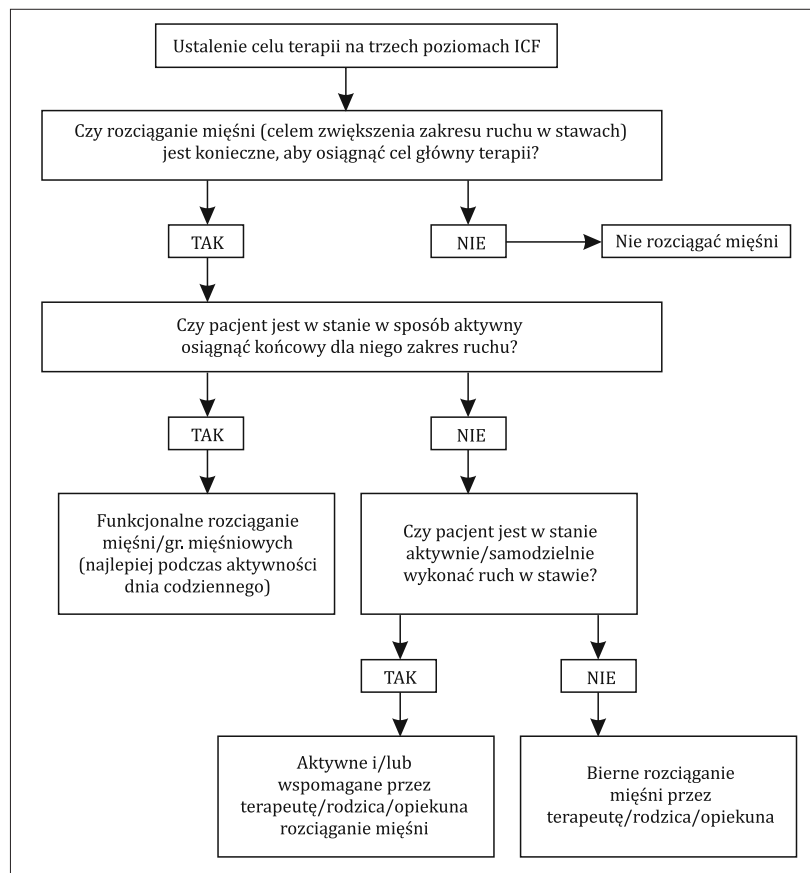 Ustalenie celu terapii na trzech poziomach ICF
Czy rozciąganie mięśni (celem zwiększenia zakresu ruchu w stawach)
jest konieczne, aby osiągnąć cel główny terapii?
TAK
NIE
Nie rozciągać mięśni
Czy pacjent jest w stanie w sposób aktywny
osiągnąć końcowy dla niego zakres ruchu?
TAK
NIE
Funkcjonalne rozciąganie
mięśni/gr. mięśniowych
(najlepiej podczas aktywności
dnia codziennego)
Czy pacjent jest w stanie
aktywnie/samodzielnie
wykonać ruch w stawie?
TAK
NIE
Aktywne i/lub
wspomagane przez
terapeutę/rodzica/opiekuna
rozciąganie mięśni
Bierne rozciąganie
mięśni przez
terapeutę/rodzica/opiekuna